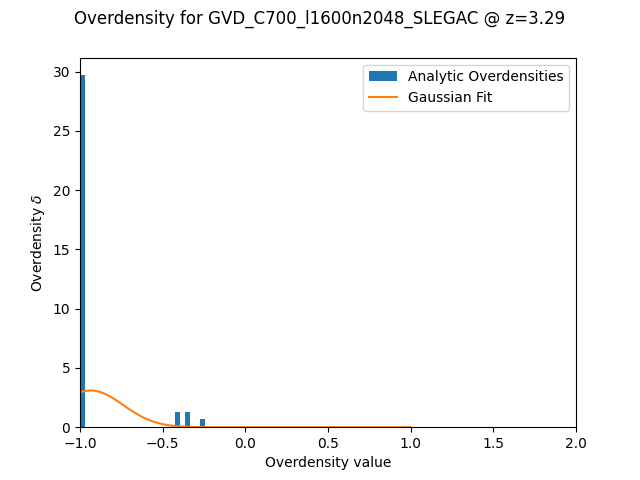 Overdensity for GVD_C700_l1600n2048_SLEGAC @ z=3.29
Analytic Overdensities
Gaussian Fit
Overdensity δ
30
25
20
15
10
5
0
−1.0 −0.5 0.0 0.5 1.0 1.5 2.0
Overdensity value